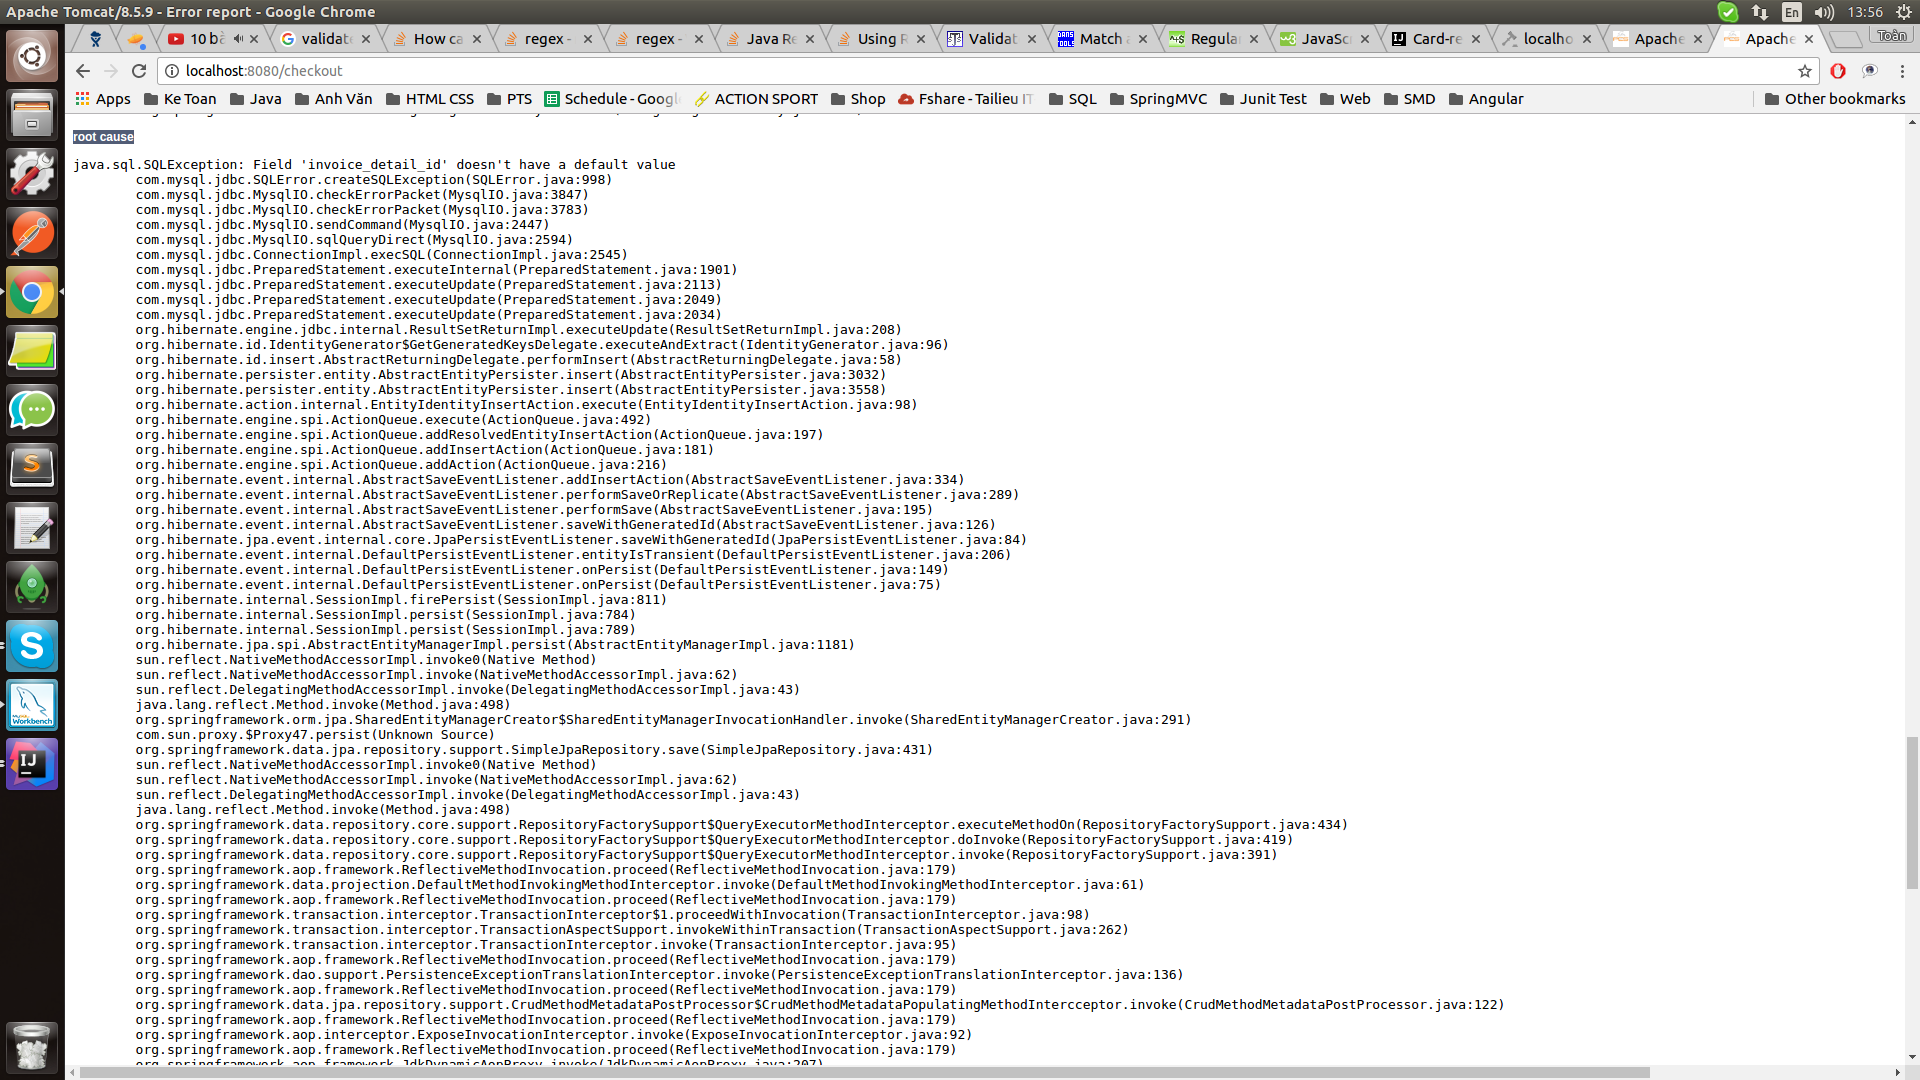 Apache Tomcat/8.5.9 - Error report - Google Chrome
En
13:56
10 bà
validate
How ca
regex -
regex -
Java Re
Using R
Validat
Match a
Regula
JavaSc
Card-re
localho
Apache
Apache
Toàn
localhost:8080/checkout
Apps
Ke Toan
Java
Anh Văn
HTML CSS
PTS
Schedule - Googl
ACTION SPORT
Shop
Fshare - Tailieu IT
SQL
SpringMVC
Junit Test
Web
SMD
Angular
Other bookmarks
root cause
java.sql.SQLException: Field 'invoice_detail_id' doesn't have a default value
com.mysql.jdbc.SQLError.createSQLException(SQLError.java:998)
com.mysql.jdbc.MysqlIO.checkErrorPacket(MysqlIO.java:3847)
com.mysql.jdbc.MysqlIO.checkErrorPacket(MysqlIO.java:3783)
com.mysql.jdbc.MysqlIO.sendCommand(MysqlIO.java:2447)
com.mysql.jdbc.MysqlIO.sqlQueryDirect(MysqlIO.java:2594)
com.mysql.jdbc.ConnectionImpl.execSQL(ConnectionImpl.java:2545)
com.mysql.jdbc.PreparedStatement.executeInternal(PreparedStatement.java:1901)
com.mysql.jdbc.PreparedStatement.executeUpdate(PreparedStatement.java:2113)
com.mysql.jdbc.PreparedStatement.executeUpdate(PreparedStatement.java:2049)
com.mysql.jdbc.PreparedStatement.executeUpdate(PreparedStatement.java:2034)
org.hibernate.engine.jdbc.internal.ResultSetReturnImpl.executeUpdate(ResultSetReturnImpl.java:208)
org.hibernate.id.IdentityGenerator$GetGeneratedKeysDelegate.executeAndExtract(IdentityGenerator.java:96)
org.hibernate.id.insert.AbstractReturningDelegate.performInsert(AbstractReturningDelegate.java:58)
org.hibernate.persister.entity.AbstractEntityPersister.insert(AbstractEntityPersister.java:3032)
org.hibernate.persister.entity.AbstractEntityPersister.insert(AbstractEntityPersister.java:3558)
org.hibernate.action.internal.EntityIdentityInsertAction.execute(EntityIdentityInsertAction.java:98)
org.hibernate.engine.spi.ActionQueue.execute(ActionQueue.java:492)
org.hibernate.engine.spi.ActionQueue.addResolvedEntityInsertAction(ActionQueue.java:197)
org.hibernate.engine.spi.ActionQueue.addInsertAction(ActionQueue.java:181)
org.hibernate.engine.spi.ActionQueue.addAction(ActionQueue.java:216)
org.hibernate.event.internal.AbstractSaveEventListener.addInsertAction(AbstractSaveEventListener.java:334)
org.hibernate.event.internal.AbstractSaveEventListener.performSaveOrReplicate(AbstractSaveEventListener.java:289)
org.hibernate.event.internal.AbstractSaveEventListener.performSave(AbstractSaveEventListener.java:195)
org.hibernate.event.internal.AbstractSaveEventListener.saveWithGeneratedId(AbstractSaveEventListener.java:126)
org.hibernate.jpa.event.internal.core.JpaPersistEventListener.saveWithGeneratedId(JpaPersistEventListener.java:84)
org.hibernate.event.internal.DefaultPersistEventListener.entityIsTransient(DefaultPersistEventListener.java:206)
org.hibernate.event.internal.DefaultPersistEventListener.onPersist(DefaultPersistEventListener.java:149)
org.hibernate.event.internal.DefaultPersistEventListener.onPersist(DefaultPersistEventListener.java:75)
org.hibernate.internal.SessionImpl.firePersist(SessionImpl.java:811)
org.hibernate.internal.SessionImpl.persist(SessionImpl.java:784)
org.hibernate.internal.SessionImpl.persist(SessionImpl.java:789)
org.hibernate.jpa.spi.AbstractEntityManagerImpl.persist(AbstractEntityManagerImpl.java:1181)
sun.reflect.NativeMethodAccessorImpl.invoke0(Native Method)
sun.reflect.NativeMethodAccessorImpl.invoke(NativeMethodAccessorImpl.java:62)
sun.reflect.DelegatingMethodAccessorImpl.invoke(DelegatingMethodAccessorImpl.java:43)
java.lang.reflect.Method.invoke(Method.java:498)
org.springframework.orm.jpa.SharedEntityManagerCreator$SharedEntityManagerInvocationHandler.invoke(SharedEntityManagerCreator.java:291)
com.sun.proxy.$Proxy47.persist(Unknown Source)
org.springframework.data.jpa.repository.support.SimpleJpaRepository.save(SimpleJpaRepository.java:431)
sun.reflect.NativeMethodAccessorImpl.invoke0(Native Method)
sun.reflect.NativeMethodAccessorImpl.invoke(NativeMethodAccessorImpl.java:62)
sun.reflect.DelegatingMethodAccessorImpl.invoke(DelegatingMethodAccessorImpl.java:43)
java.lang.reflect.Method.invoke(Method.java:498)
org.springframework.data.repository.core.support.RepositoryFactorySupport$QueryExecutorMethodInterceptor.executeMethodOn(RepositoryFactorySupport.java:434)
org.springframework.data.repository.core.support.RepositoryFactorySupport$QueryExecutorMethodInterceptor.doInvoke(RepositoryFactorySupport.java:419)
org.springframework.data.repository.core.support.RepositoryFactorySupport$QueryExecutorMethodInterceptor.invoke(RepositoryFactorySupport.java:391)
org.springframework.aop.framework.ReflectiveMethodInvocation.proceed(ReflectiveMethodInvocation.java:179)
org.springframework.data.projection.DefaultMethodInvokingMethodInterceptor.invoke(DefaultMethodInvokingMethodInterceptor.java:61)
org.springframework.aop.framework.ReflectiveMethodInvocation.proceed(ReflectiveMethodInvocation.java:179)
org.springframework.transaction.interceptor.TransactionInterceptor$1.proceedWithInvocation(TransactionInterceptor.java:98)
org.springframework.transaction.interceptor.TransactionAspectSupport.invokeWithinTransaction(TransactionAspectSupport.java:262)
org.springframework.transaction.interceptor.TransactionInterceptor.invoke(TransactionInterceptor.java:95)
org.springframework.aop.framework.ReflectiveMethodInvocation.proceed(ReflectiveMethodInvocation.java:179)
org.springframework.dao.support.PersistenceExceptionTranslationInterceptor.invoke(PersistenceExceptionTranslationInterceptor.java:136)
org.springframework.aop.framework.ReflectiveMethodInvocation.proceed(ReflectiveMethodInvocation.java:179)
org.springframework.data.jpa.repository.support.CrudMethodMetadataPostProcessor$CrudMethodMetadataPopulatingMethodIntercceptor.invoke(CrudMethodMetadataPostProcessor.java:122)
org.springframework.aop.framework.ReflectiveMethodInvocation.proceed(ReflectiveMethodInvocation.java:179)
org.springframework.aop.interceptor.ExposeInvocationInterceptor.invoke(ExposeInvocationInterceptor.java:92)
org.springframework.aop.framework.ReflectiveMethodInvocation.proceed(ReflectiveMethodInvocation.java:179)
org.springframework.aop.framework.JdkDynamicAopProxy.invoke(JdkDynamicAopProxy.java:207)